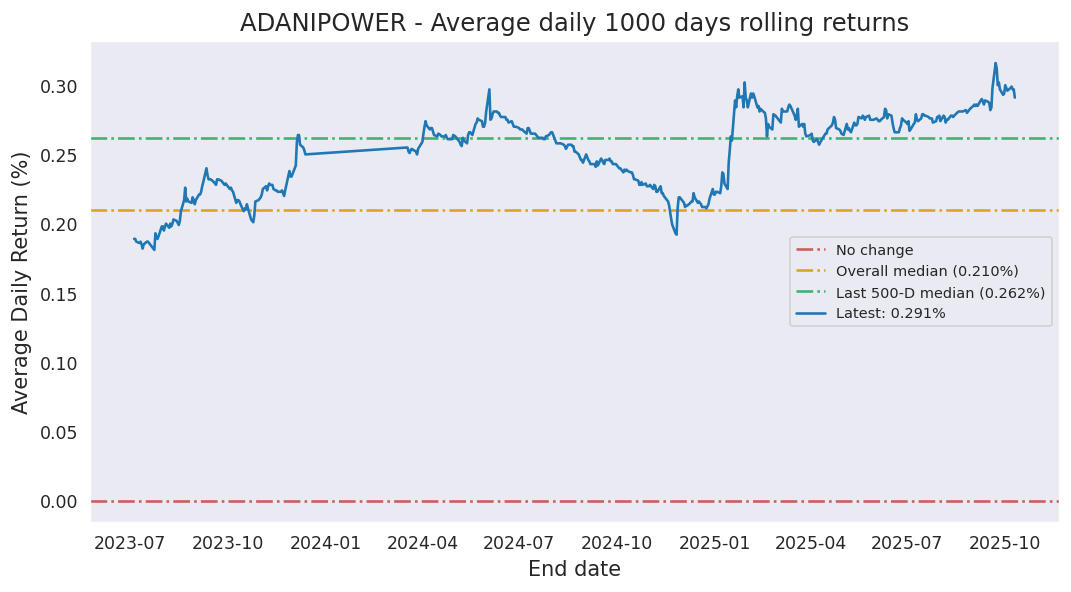 ADANIPOWER - Average daily 1000 days rolling returns
Average Daily Return (%)
0.30
0.25
0.20
0.15
0.10
0.05
0.00
No change
Overall median (0.210%)
Last 500-D median (0.262%)
Latest: 0.291%
2023-07 2023-10 2024-01 2024-04 2024-07 2024-10 2025-01 2025-04 2025-07 2025-10
End date